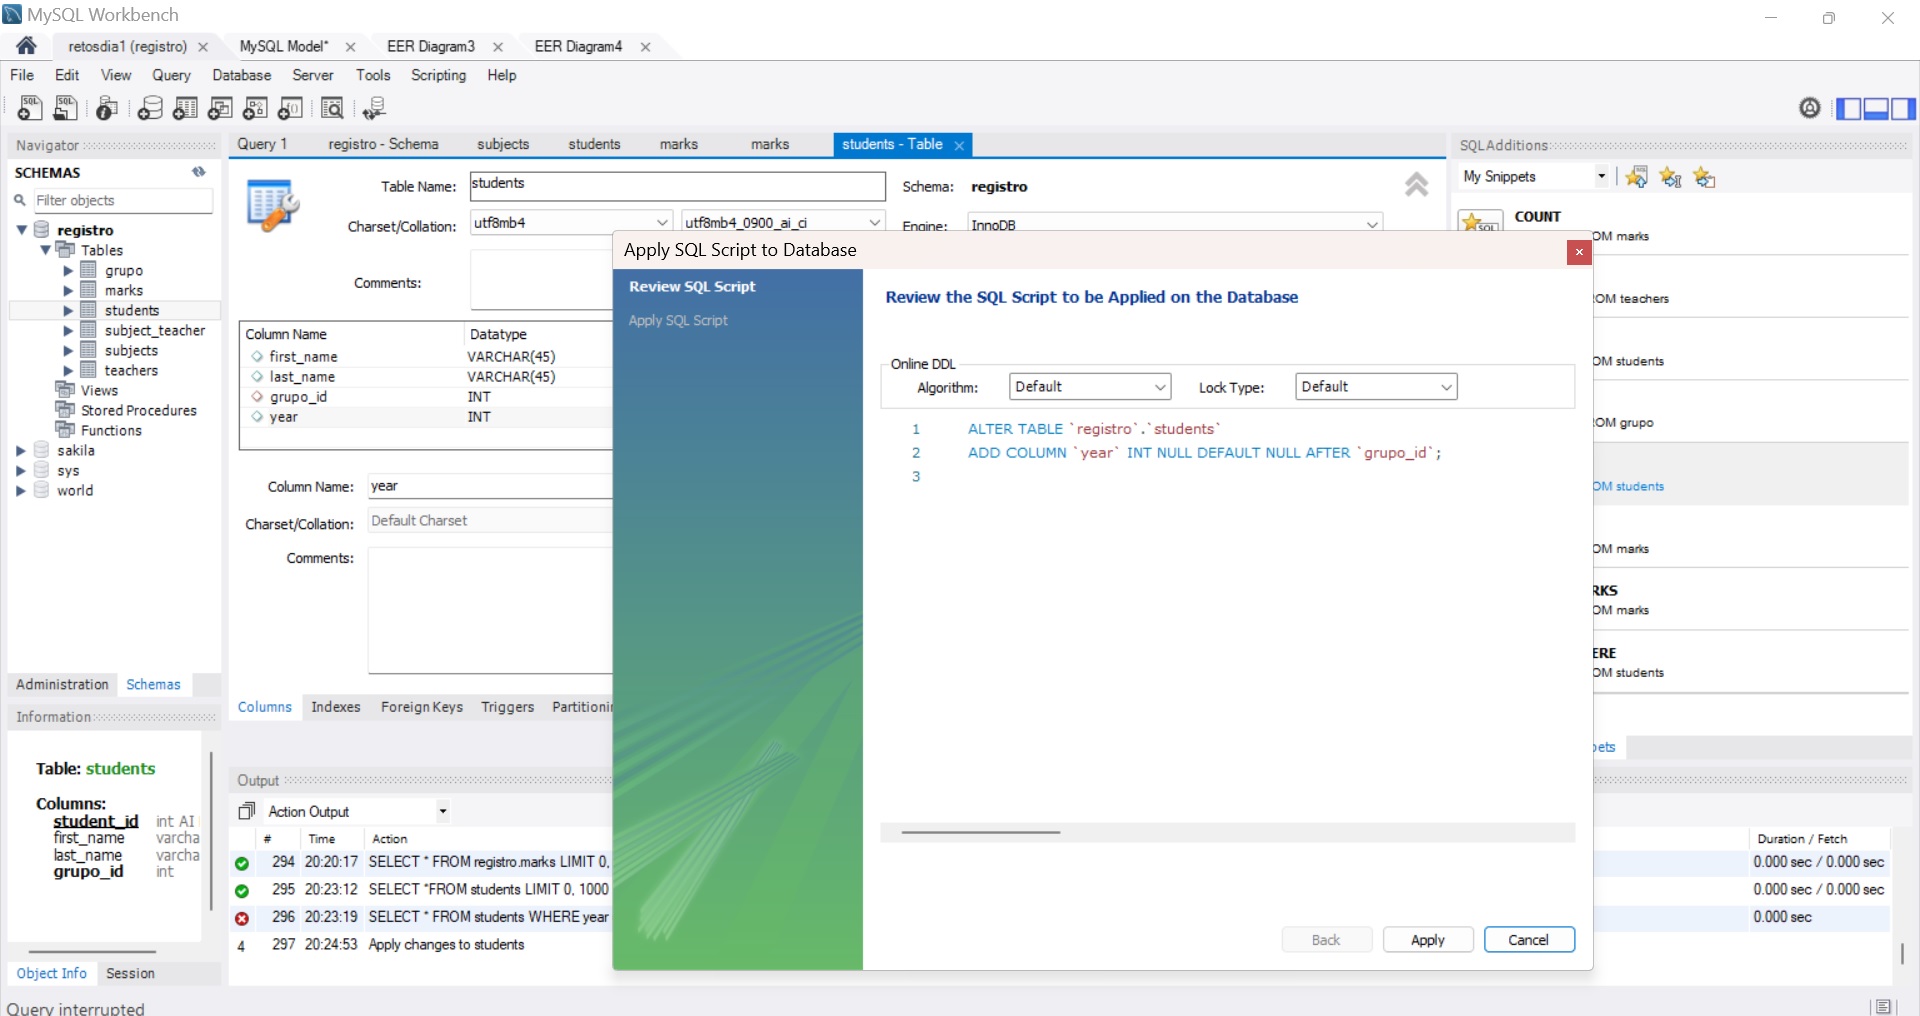 MySQL Workbench
retosdia1 (registro)
MySQL Model*
EER Diagram3
EER Diagram4
File Edit View Query Database Server Tools Scripting Help
Navigator
SCHEMAS
Filter objects
registro
Tables
grupo
marks
students
subject_teacher
subjects
teachers
Views
Stored Procedures
Functions
sakila
sys
world
Administration Schemas
Information
Table: students
Columns:
student_id int AI
first_name varcha
last_name varcha
grupo_id int
Object Info Session
Query interrupted
Query 1 registro - Schema subjects students marks marks students - Table
Table Name: students Schema: registro
Charset/Collation: utf8mb4 utf8mb4_0900_ai_ci Engine: InnoDB
Comments:
Column Name Datatype
first_name VARCHAR(45)
last_name VARCHAR(45)
grupo_id INT
year INT
Column Name: year
Charset/Collation: Default Charset
Comments:
Columns Indexes Foreign Keys Triggers Partitionin
Output
Action Output
# Time Action Duration / Fetch
294 20:20:17 SELECT * FROM registro.marks LIMIT 0, 0.000 sec / 0.000 sec
295 20:23:12 SELECT *FROM students LIMIT 0, 1000 0.000 sec / 0.000 sec
296 20:23:19 SELECT * FROM students WHERE year 0.000 sec
4 297 20:24:53 Apply changes to students
Apply SQL Script to Database
Review SQL Script
Apply SQL Script
Review the SQL Script to be Applied on the Database
Online DDL
Algorithm: Default Lock Type: Default
1 ALTER TABLE `registro`.`students`
2 ADD COLUMN `year` INT NULL DEFAULT NULL AFTER `grupo_id`;
3
Back Apply Cancel
SQLAdditions
My Snippets
SQL
COUNT
OM marks
OM teachers
OM students
OM grupo
OM students
OM marks
RKS
OM marks
ERE
OM students
pets